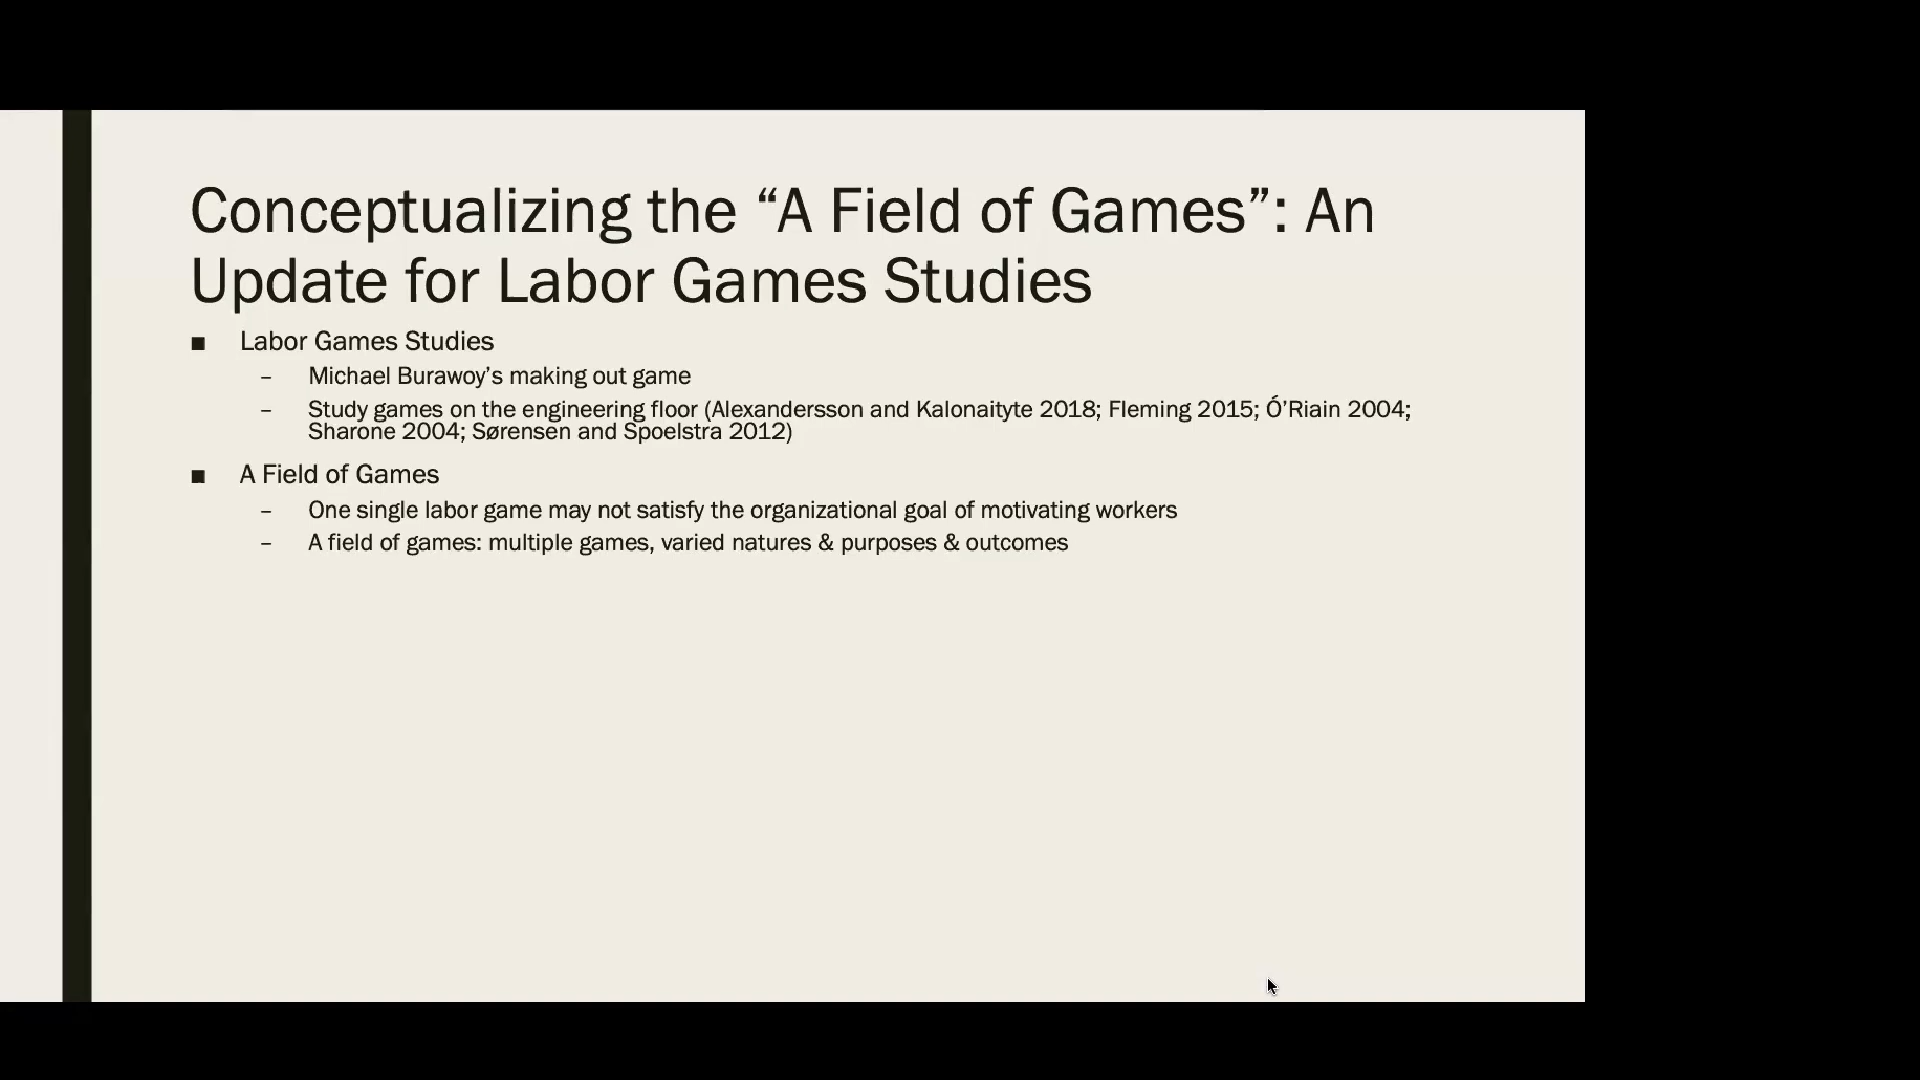 Conceptualizing the “A Field of Games”: An
Update for Labor Games Studies
■ Labor Games Studies
– Michael Burawoy’s making out game
– Study games on the engineering floor (Alexandersson and Kalonaityte 2018; Fleming 2015; Ó’Riain 2004;
Sharone 2004; Sørensen and Spoelstra 2012)
■ A Field of Games
– One single labor game may not satisfy the organizational goal of motivating workers
– A field of games: multiple games, varied natures & purposes & outcomes